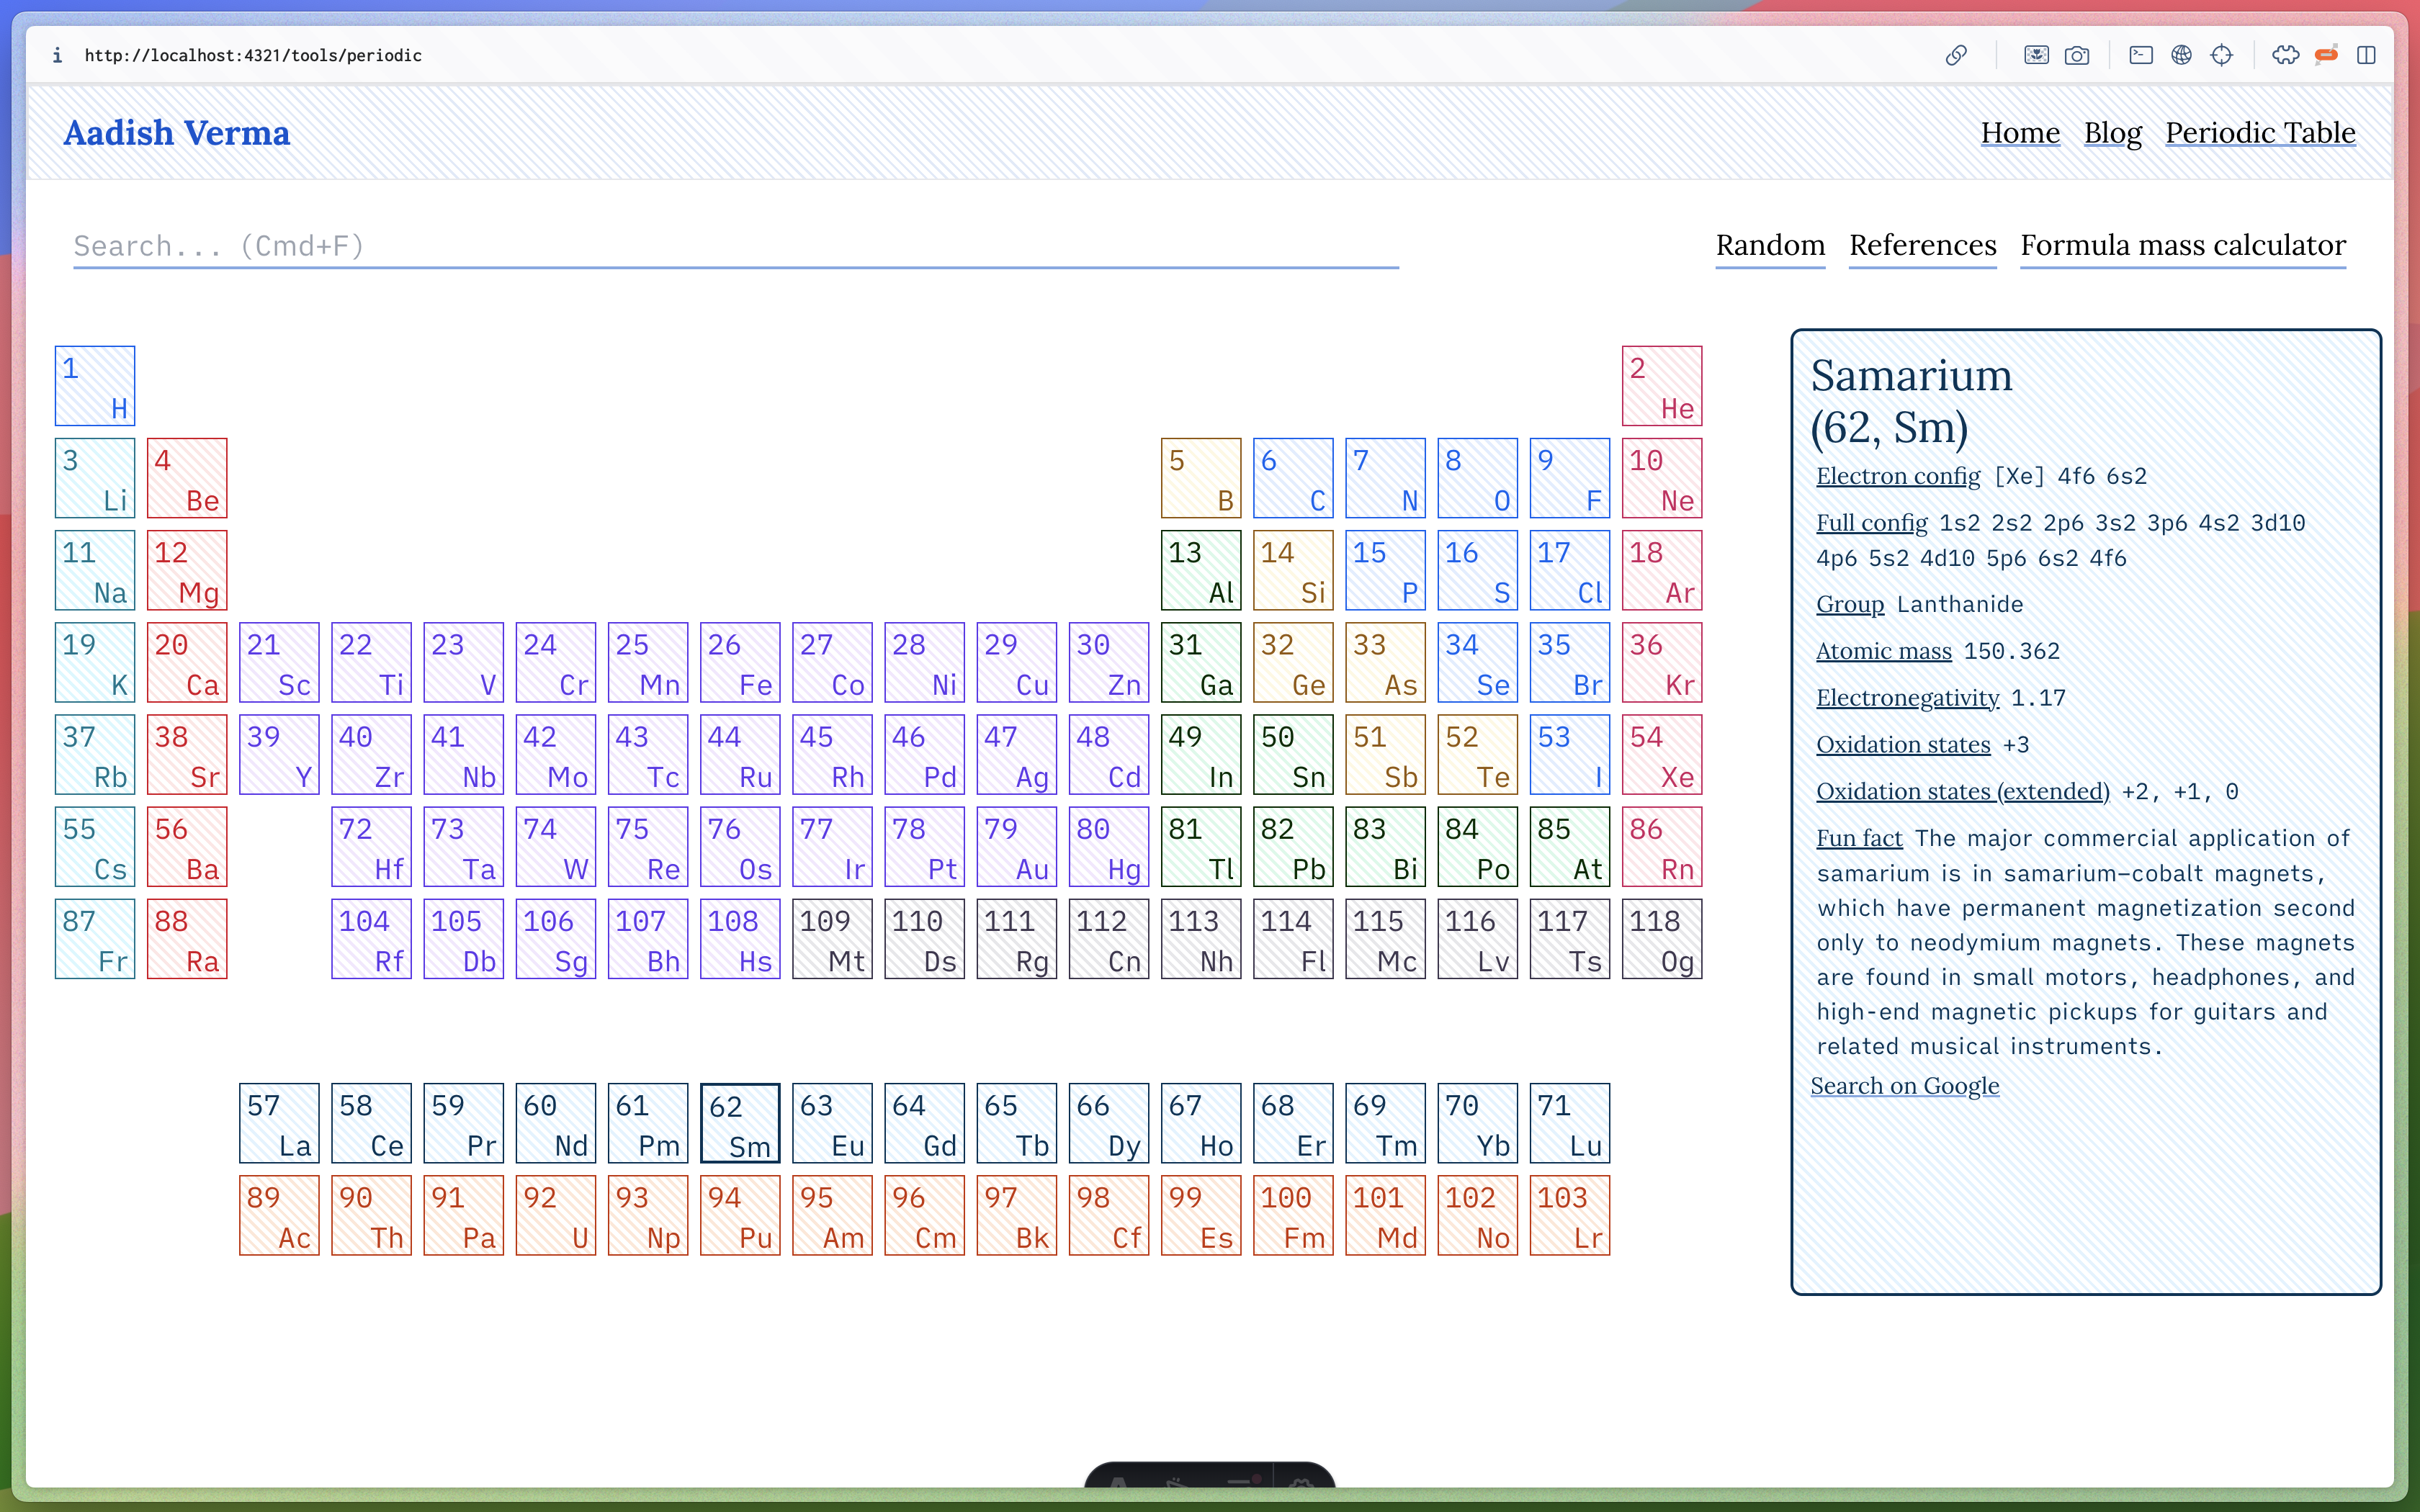 i http://localhost:4321/tools/periodic
Aadish Verma
Home Blog Periodic Table
Search... (Cmd+F)
Random References Formula mass calculator
1 2
H He
3 4 5 6 7 8 9 10
Li Be B C N O F Ne
11 12 13 14 15 16 17 18
Na Mg Al Si P S Cl Ar
19 20 21 22 23 24 25 26 27 28 29 30 31 32 33 34 35 36
K Ca Sc Ti V Cr Mn Fe Co Ni Cu Zn Ga Ge As Se Br Kr
37 38 39 40 41 42 43 44 45 46 47 48 49 50 51 52 53 54
Rb Sr Y Zr Nb Mo Tc Ru Rh Pd Ag Cd In Sn Sb Te I Xe
55 56 72 73 74 75 76 77 78 79 80 81 82 83 84 85 86
Cs Ba Hf Ta W Re Os Ir Pt Au Hg Tl Pb Bi Po At Rn
87 88 104 105 106 107 108 109 110 111 112 113 114 115 116 117 118
Fr Ra Rf Db Sg Bh Hs Mt Ds Rg Cn Nh Fl Mc Lv Ts Og
57 58 59 60 61 62 63 64 65 66 67 68 69 70 71
La Ce Pr Nd Pm Sm Eu Gd Tb Dy Ho Er Tm Yb Lu
89 90 91 92 93 94 95 96 97 98 99 100 101 102 103
Ac Th Pa U Np Pu Am Cm Bk Cf Es Fm Md No Lr
Samarium
(62, Sm)
Electron config [Xe] 4f6 6s2
Full config 1s2 2s2 2p6 3s2 3p6 4s2 3d10
4p6 5s2 4d10 5p6 6s2 4f6
Group Lanthanide
Atomic mass 150.362
Electronegativity 1.17
Oxidation states +3
Oxidation states (extended) +2, +1, 0
Fun fact The major commercial application of
samarium is in samarium–cobalt magnets,
which have permanent magnetization second
only to neodymium magnets. These magnets
are found in small motors, headphones, and
high-end magnetic pickups for guitars and
related musical instruments.
Search on Google